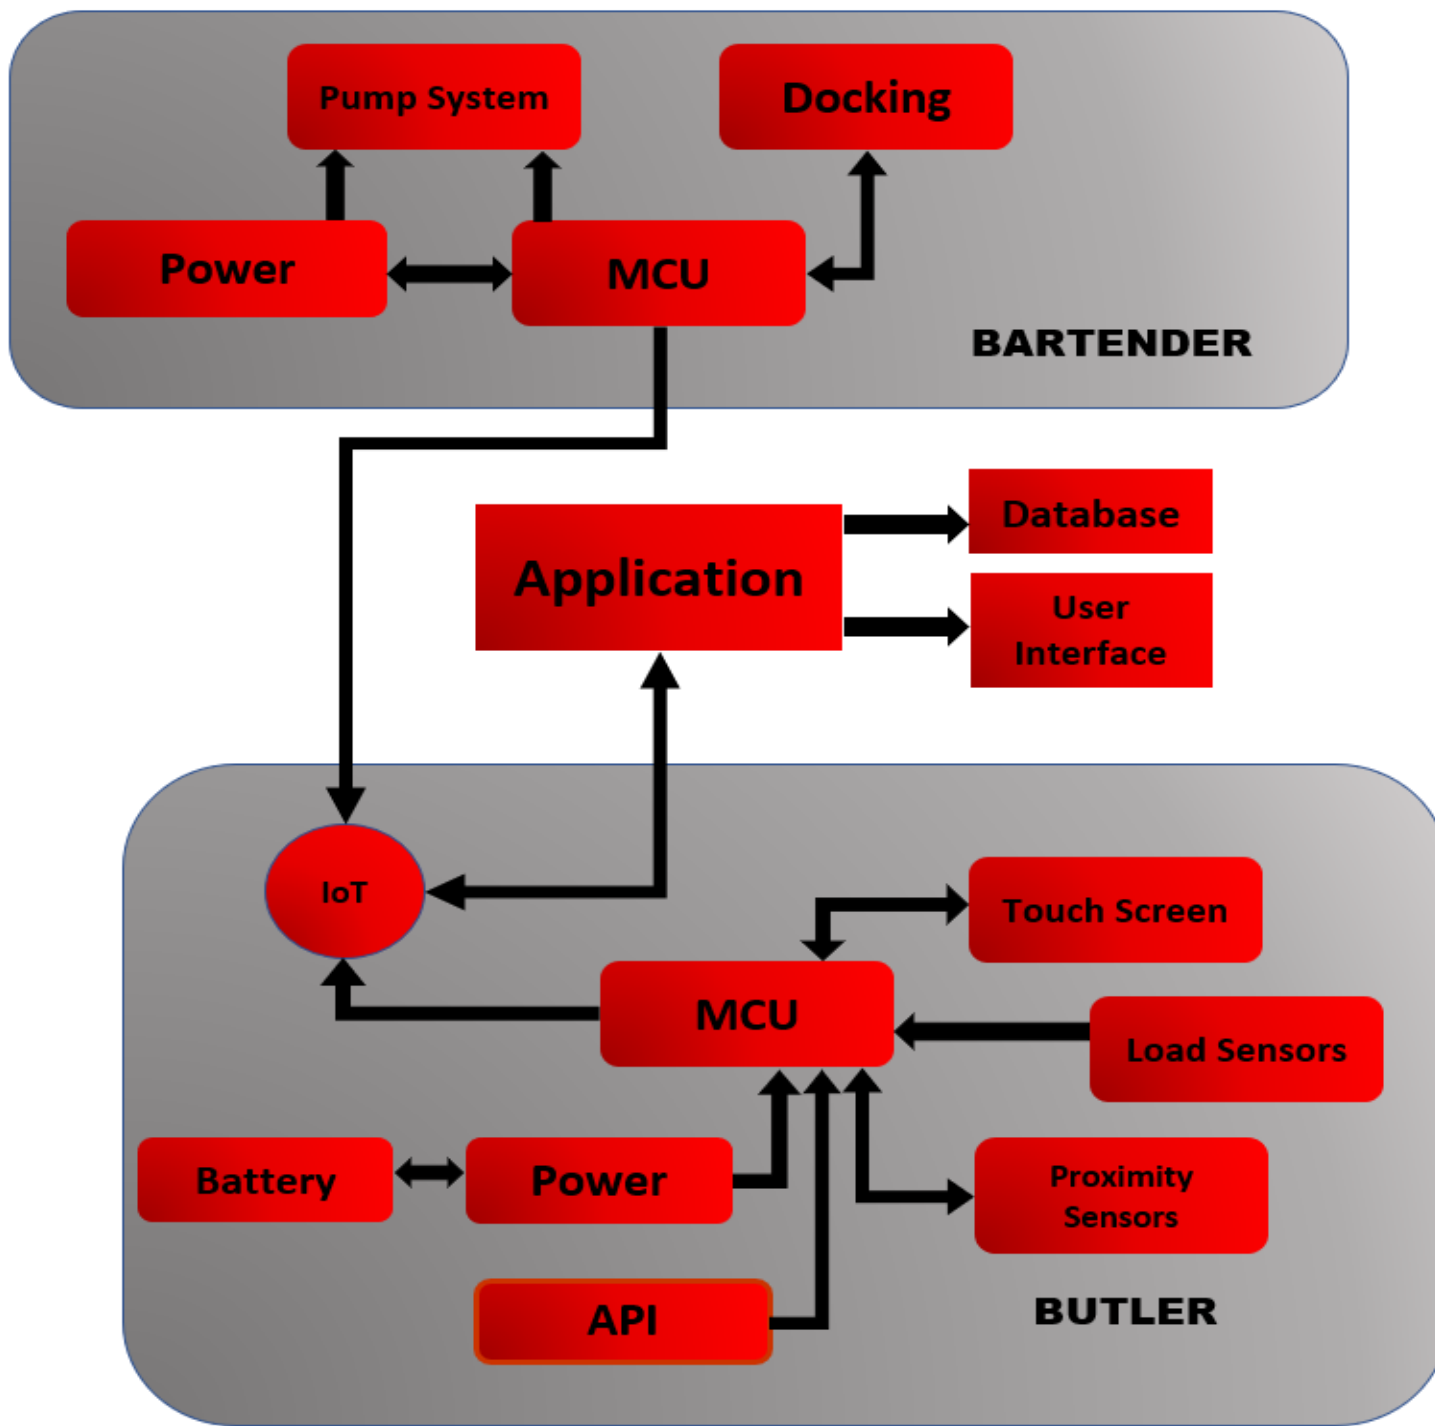 Pump System
Docking
Power
MCU
BARTENDER
Database
Application
User
Interface
IoT
Touch Screen
MCU
Load Sensors
Battery
Power
Proximity
Sensors
API
BUTLER